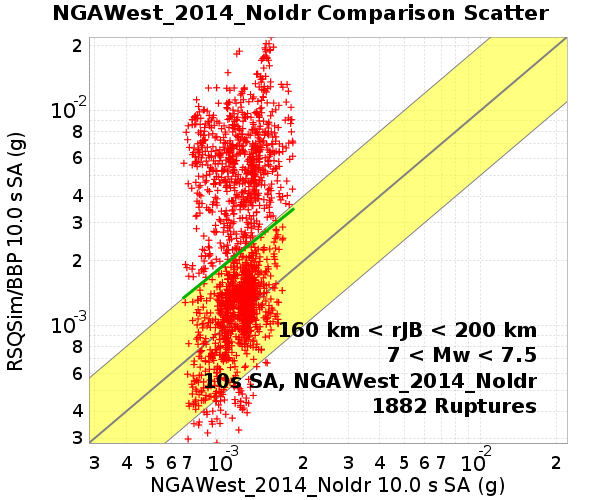 NGAWest_2014_NoIdr Comparison Scatter
RSQSim/BBP 10.0 s SA (g)
2
10-2
8
6
4
3
2
10-3
8
6
4
3
160 km < rJB < 200 km
7 < Mw < 7.5
10s SA, NGAWest_2014_NoIdr
1882 Ruptures
3 4 5 6 7 10-3 2 3 4 5 6 7 10-2 2
NGAWest_2014_NoIdr 10.0 s SA (g)